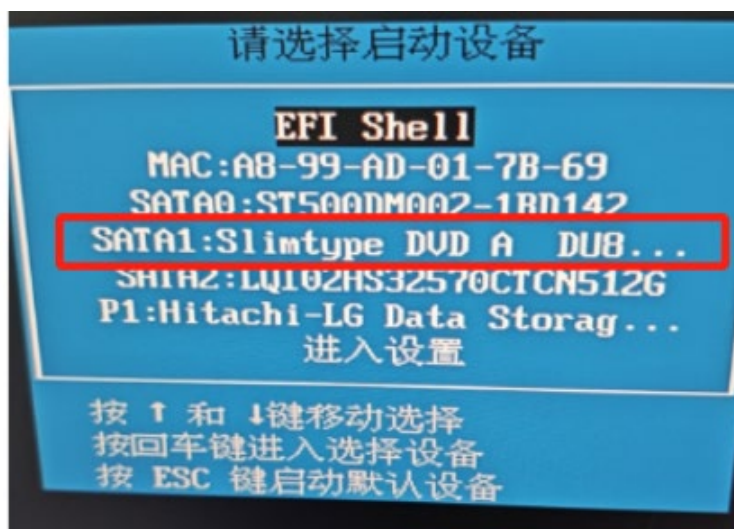 请选择启动设备
EFI Shell
MAC:A8-99-AD-01-7B-69
SATA0:ST500DM002-1BD142
SATA1:Slimtype DVD A DU8...
SATA2:LQI02HS32570CTCN512G
P1:Hitachi-LG Data Storag...
进入设置
按 ↑ 和 ↓键移动选择
按回车键进入选择设备
按 ESC 键启动默认设备